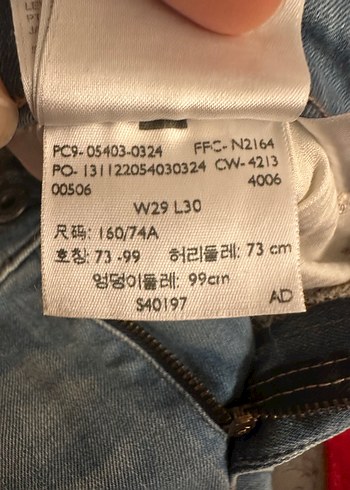 PC9- 05403-0324 FFC- N2164
PO- 131122054030324 CW- 4213
00506 4006
W29 L30
尺码: 160/74A
호칭: 73 -99 허리둘레: 73 cm
엉덩이둘레: 99cm
S40197 AD